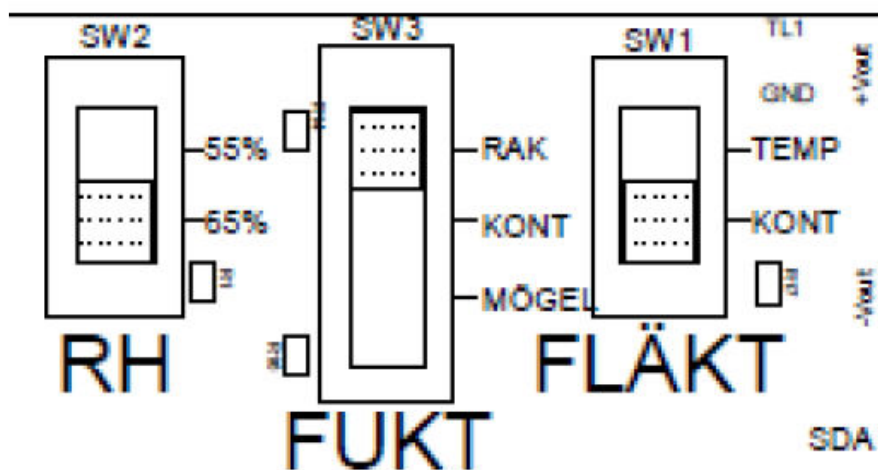 SW2
SW3
SW1
TL1
+Vout
GND
55%
RAK
TEMP
65%
KONT
KONT
MÖGEL
-Vout
RH
FLÄKT
FUKT
SDA